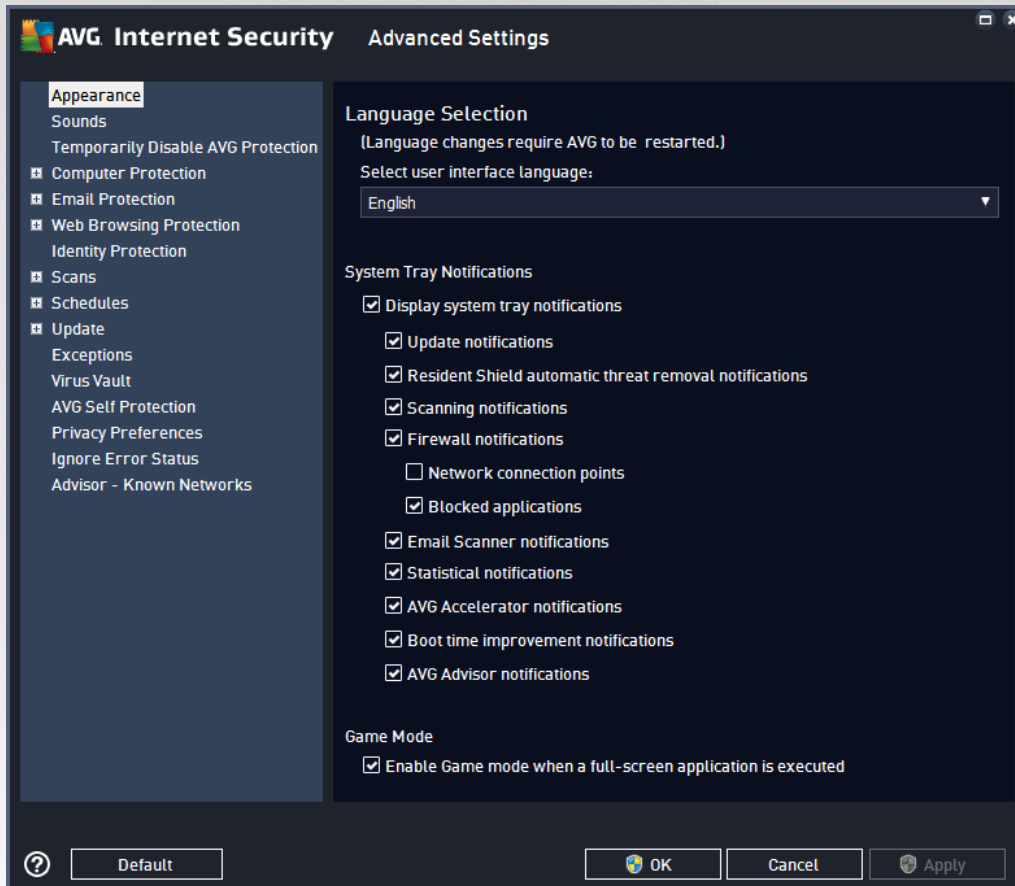 AVG Internet Security Advanced Settings
Appearance
Sounds
Temporarily Disable AVG Protection
Computer Protection
Email Protection
Web Browsing Protection
Identity Protection
Scans
Schedules
Update
Exceptions
Virus Vault
AVG Self Protection
Privacy Preferences
Ignore Error Status
Advisor - Known Networks
Language Selection
(Language changes require AVG to be restarted.)
Select user interface language:
English
System Tray Notifications
Display system tray notifications
Update notifications
Resident Shield automatic threat removal notifications
Scanning notifications
Firewall notifications
Network connection points
Blocked applications
Email Scanner notifications
Statistical notifications
AVG Accelerator notifications
Boot time improvement notifications
AVG Advisor notifications
Game Mode
Enable Game mode when a full-screen application is executed
? Default OK Cancel Apply